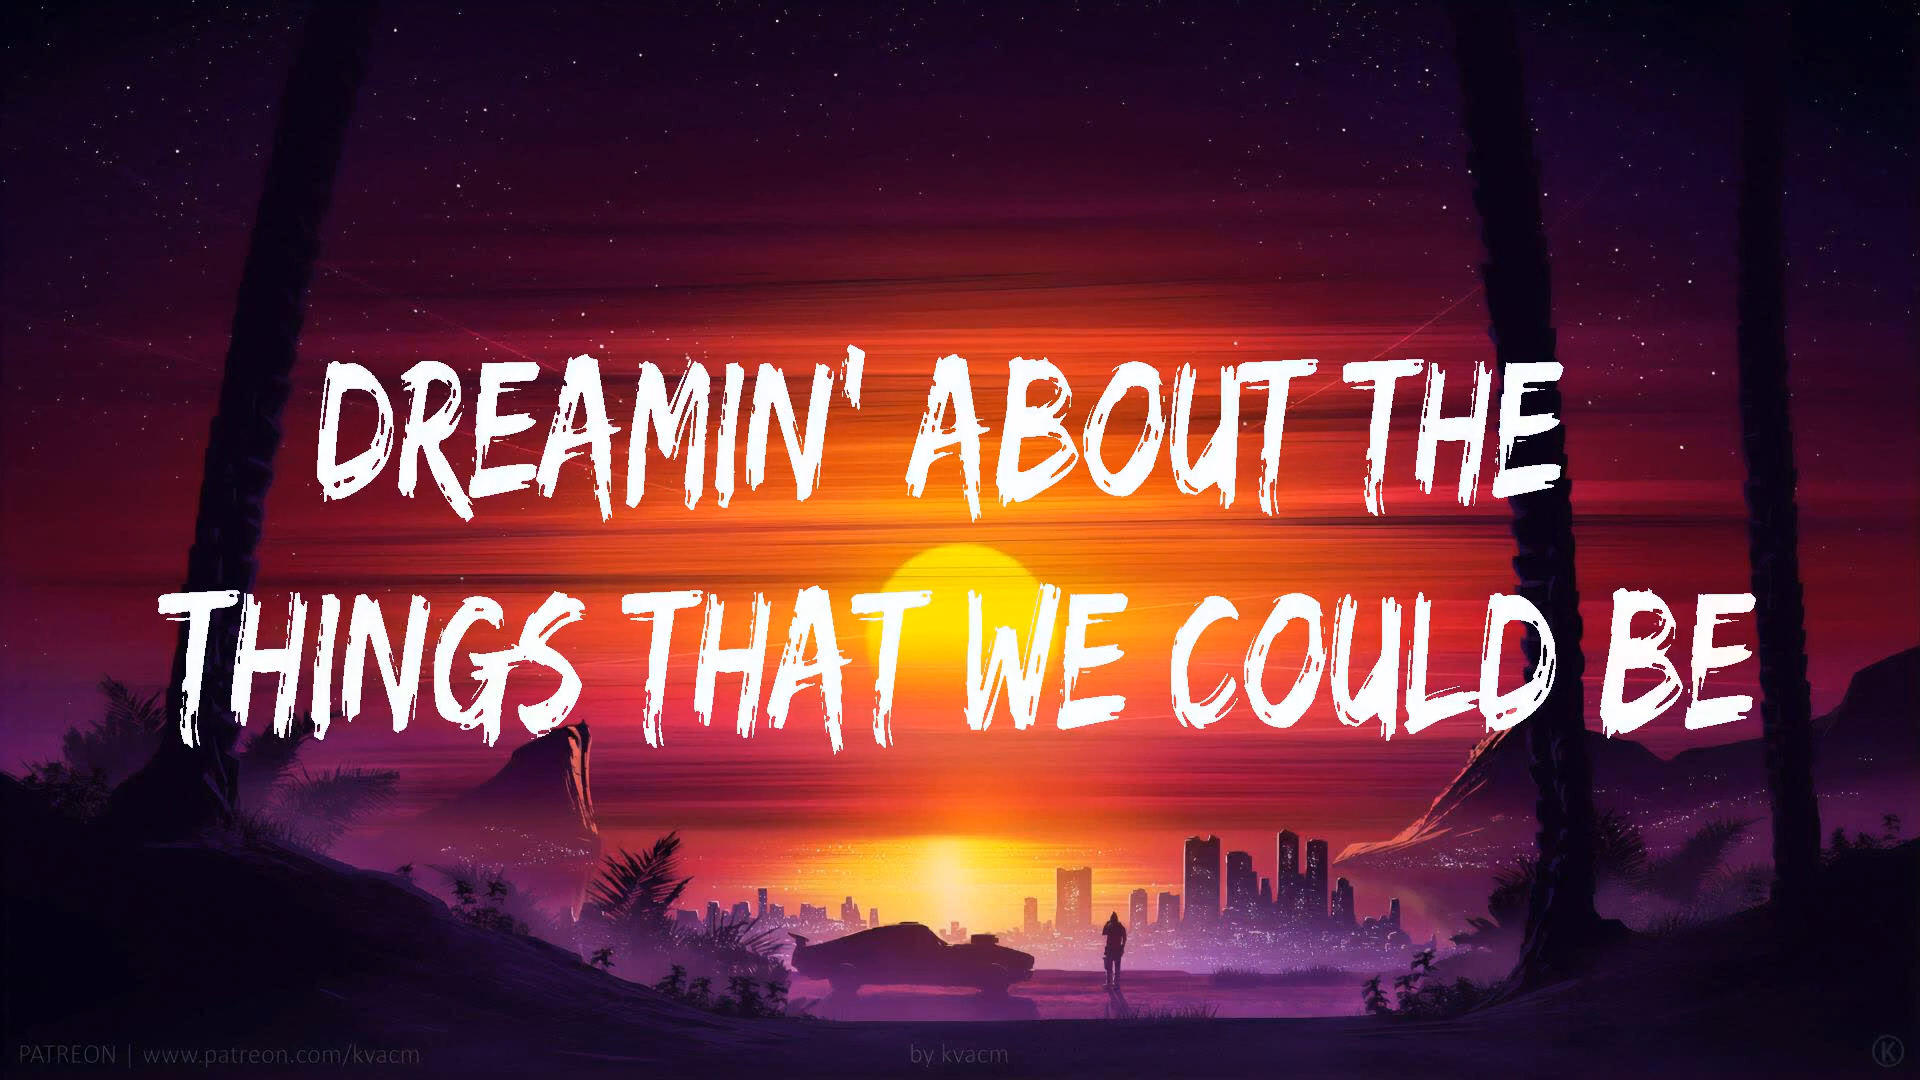 DREAMIN' ABOUT THE
THINGS THAT WE COULD BE
PATREON | www.patreon.com/kvacm
by kvacm
K